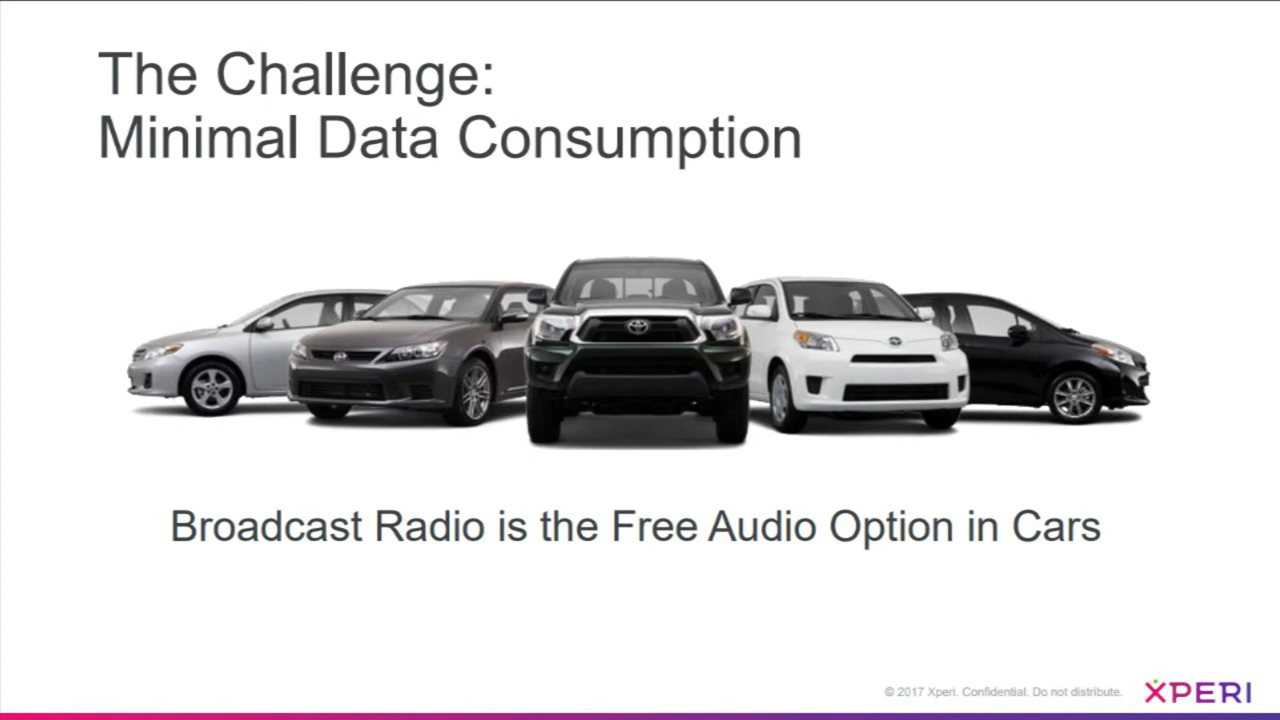 The Challenge:
Minimal Data Consumption
Broadcast Radio is the Free Audio Option in Cars
© 2017 Xperi. Confidential. Do not distribute.
XPERI